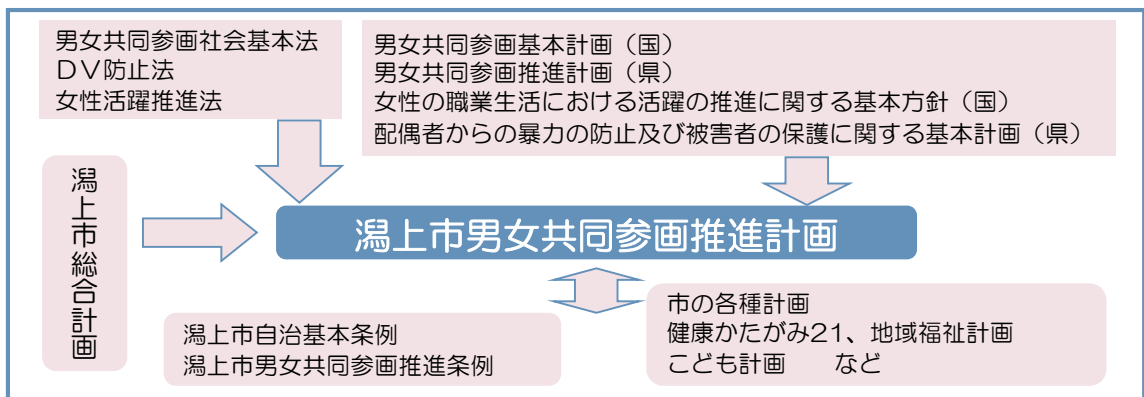 男女共同参画社会基本法
ＤＶ防止法
女性活躍推進法
男女共同参画基本計画（国）
男女共同参画推進計画（県）
女性の職業生活における活躍の推進に関する基本方針（国）
配偶者からの暴力の防止及び被害者の保護に関する基本計画（県）
潟上市総合計画
潟上市男女共同参画推進計画
潟上市自治基本条例
潟上市男女共同参画推進条例
市の各種計画
健康かたがみ21、地域福祉計画
こども計画　　など